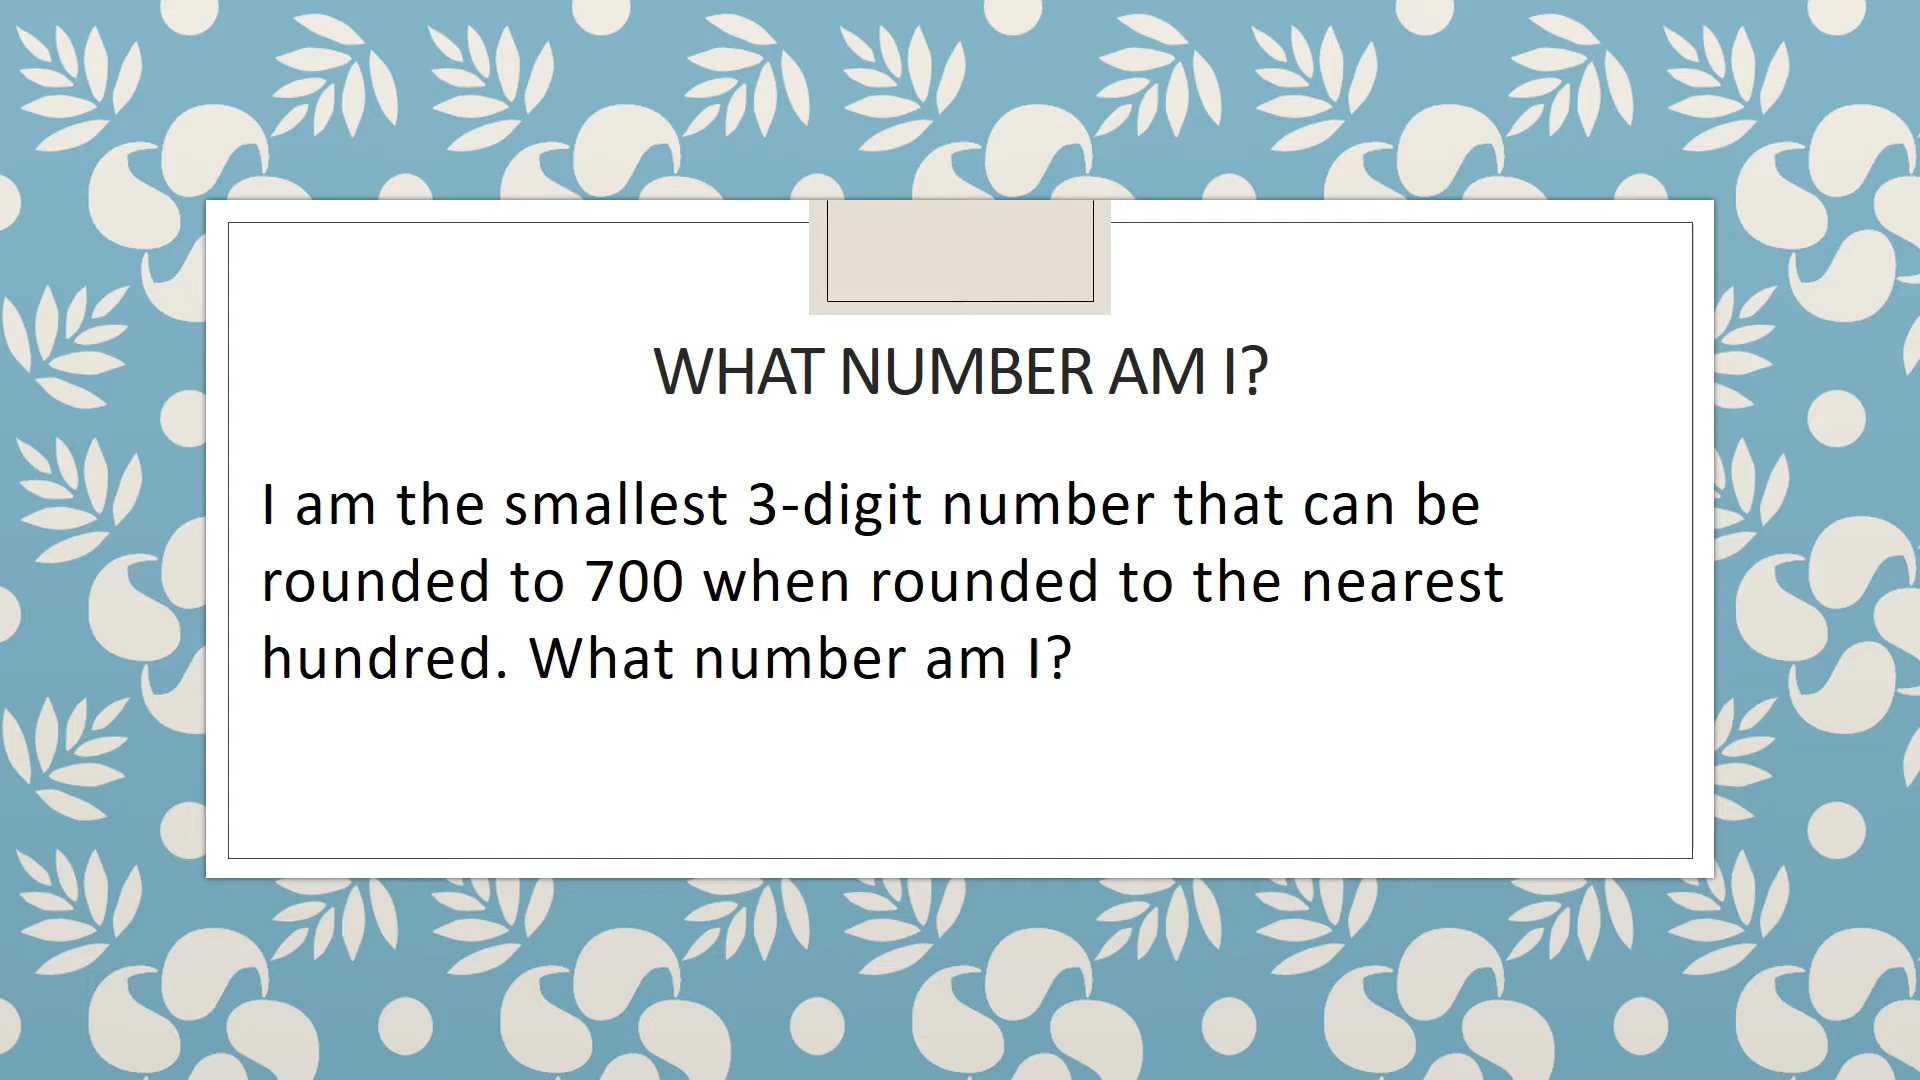 WHAT NUMBER AM I?
I am the smallest 3-digit number that can be
rounded to 700 when rounded to the nearest
hundred. What number am I?